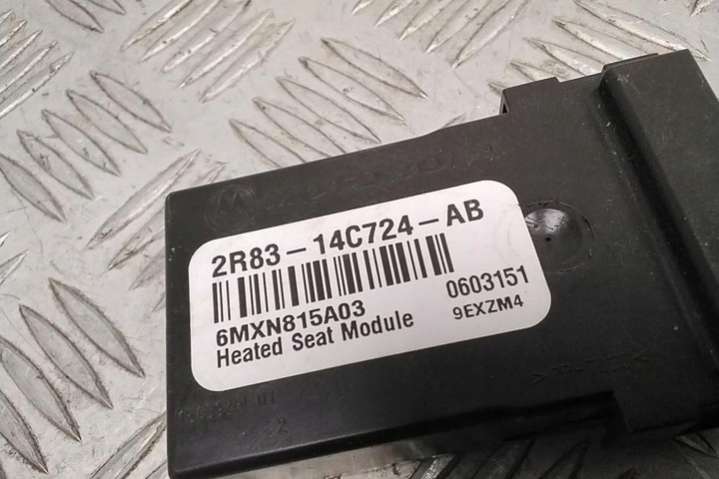 2R83-14C724-AB
6MXN815A03 0603151
Heated Seat Module 9EXZM4